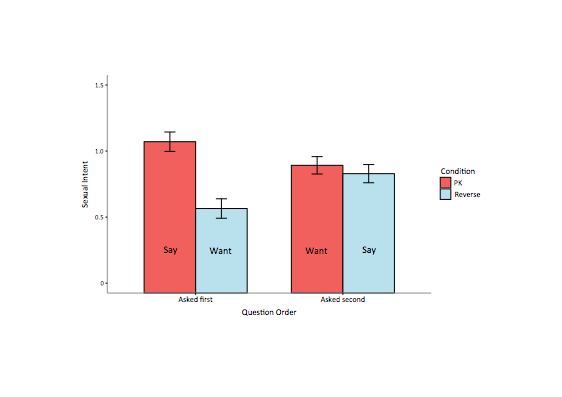 1.5
1.0
0.5
0
Sexual Intent
Say
Want
Want
Say
Asked first
Asked second
Question Order
Condition
PK
Reverse